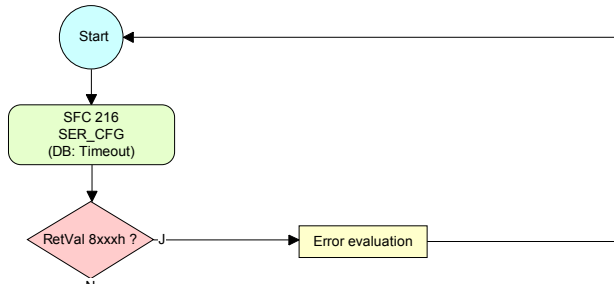 Start
SFC 216
SER_CFG
(DB: Timeout)
RetVal 8xxxh ?
J
Error evaluation
N